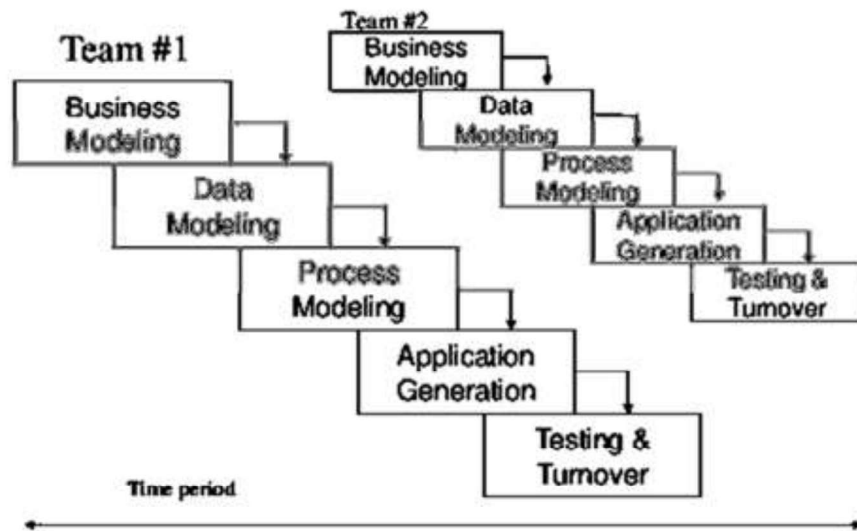 Team #1
Business
Modeling
Data
Modeling
Process
Modeling
Application
Generation
Testing &
Turnover
Team #2
Business
Modeling
Data
Modeling
Process
Modeling
Application
Generation
Testing &
Turnover
Time period